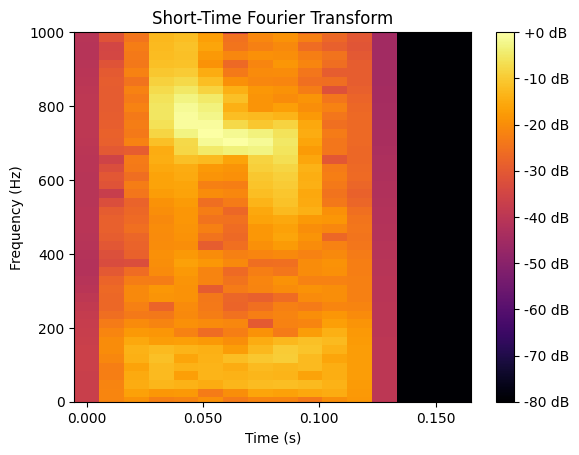 Short-Time Fourier Transform
1000
800
600
400
200
0
Frequency (Hz)
0.000
0.050
0.100
0.150
Time (s)
+0 dB
-10 dB
-20 dB
-30 dB
-40 dB
-50 dB
-60 dB
-70 dB
-80 dB